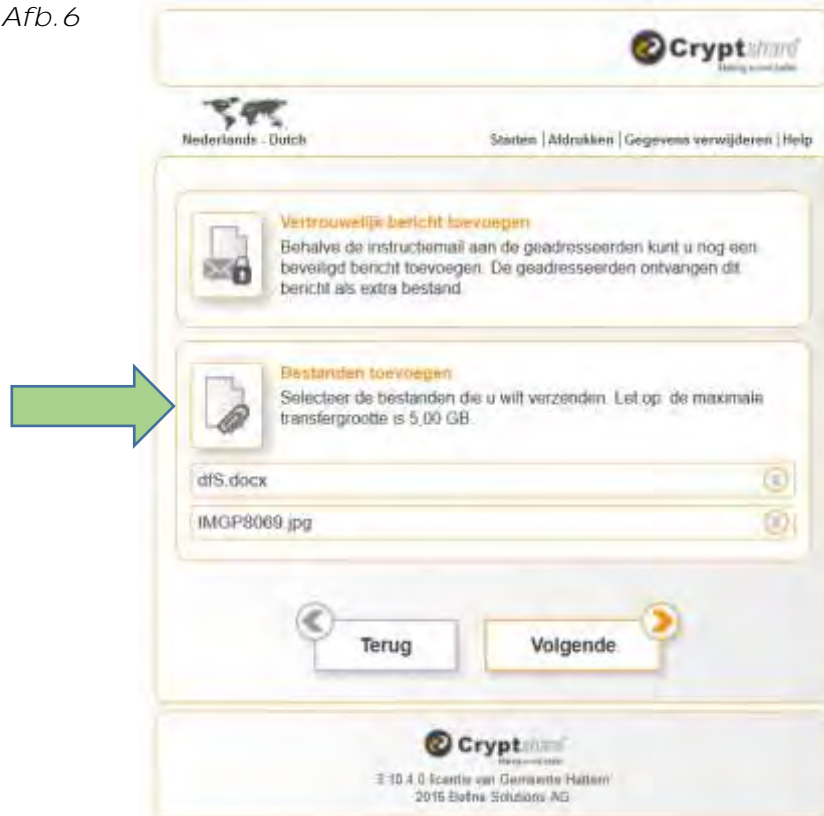 Afb.6
Cryptshare
Nederlands - Dutch
Starten | Afdrukken | Gegevens verwijderen | Help
Vertrouwelijk bericht toevoegen
Behalve de instructiemail aan de geadresseerden kunt u nog een
beveiligd bericht toevoegen. De geadresseerden ontvangen dit
bericht als extra bestand.
Bestanden toevoegen
Selecteer de bestanden die u wilt verzenden. Let op: de maximale
transfergrootte is 5,00 GB.
dfS.docx
IMGP8069.jpg
Terug
Volgende
Cryptshare
3.10.4.0 licentie van Gemeente Hattem
2016 Befine Solutions AG